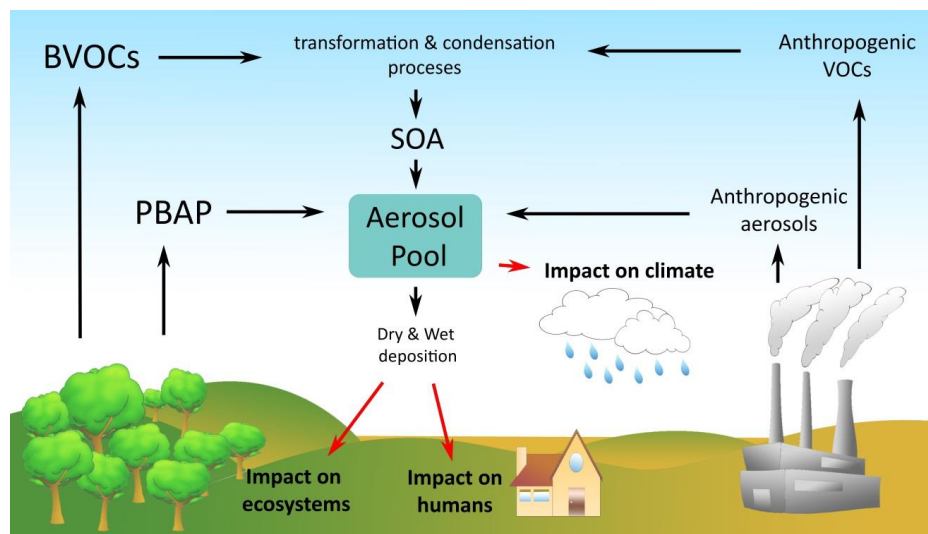 BVOCs
transformation & condensation
proceses
Anthropogenic
VOCs
SOA
PBAP
Aerosol
Pool
Anthropogenic
aerosols
Impact on climate
Dry & Wet
deposition
Impact on
ecosystems
Impact on
humans